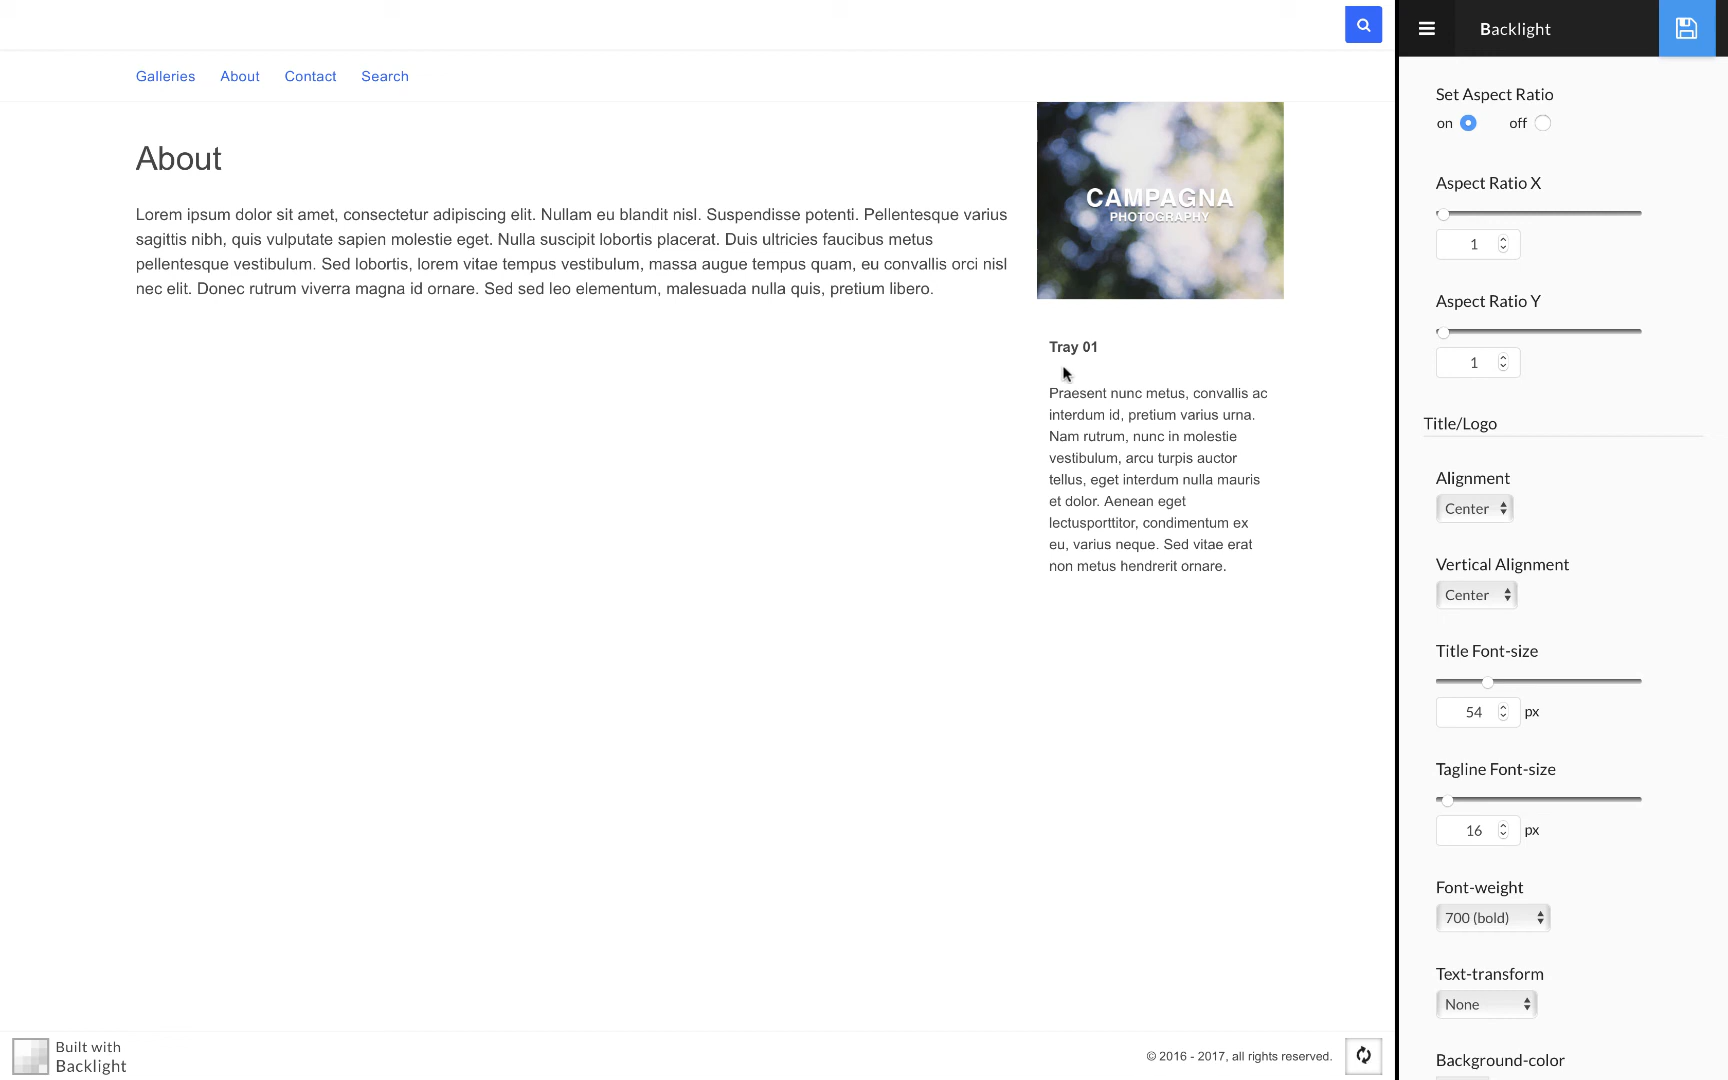 Galleries About Contact Search
About
Lorem ipsum dolor sit amet, consectetur adipiscing elit. Nullam eu blandit nisl. Suspendisse potenti. Pellentesque varius
sagittis nibh, quis vulputate sapien molestie eget. Nulla suscipit lobortis placerat. Duis ultricies faucibus metus
pellentesque vestibulum. Sed lobortis, lorem vitae tempus vestibulum, massa augue tempus quam, eu convallis orci nisl
nec elit. Donec rutrum viverra magna id ornare. Sed sed leo elementum, malesuada nulla quis, pretium libero.
CAMPAGNA
PHOTOGRAPHY
Tray 01
Praesent nunc metus, convallis ac
interdum id, pretium varius urna.
Nam rutrum, nunc in molestie
vestibulum, arcu turpis auctor
tellus, eget interdum nulla mauris
et dolor. Aenean eget
lectusporttitor, condimentum ex
eu, varius neque. Sed vitae erat
non metus hendrerit ornare.
Built with
Backlight
© 2016 - 2017, all rights reserved.
Backlight
Set Aspect Ratio
on off
Aspect Ratio X
1
Aspect Ratio Y
1
Title/Logo
Alignment
Center
Vertical Alignment
Center
Title Font-size
54 px
Tagline Font-size
16 px
Font-weight
700 (bold)
Text-transform
None
Background-color